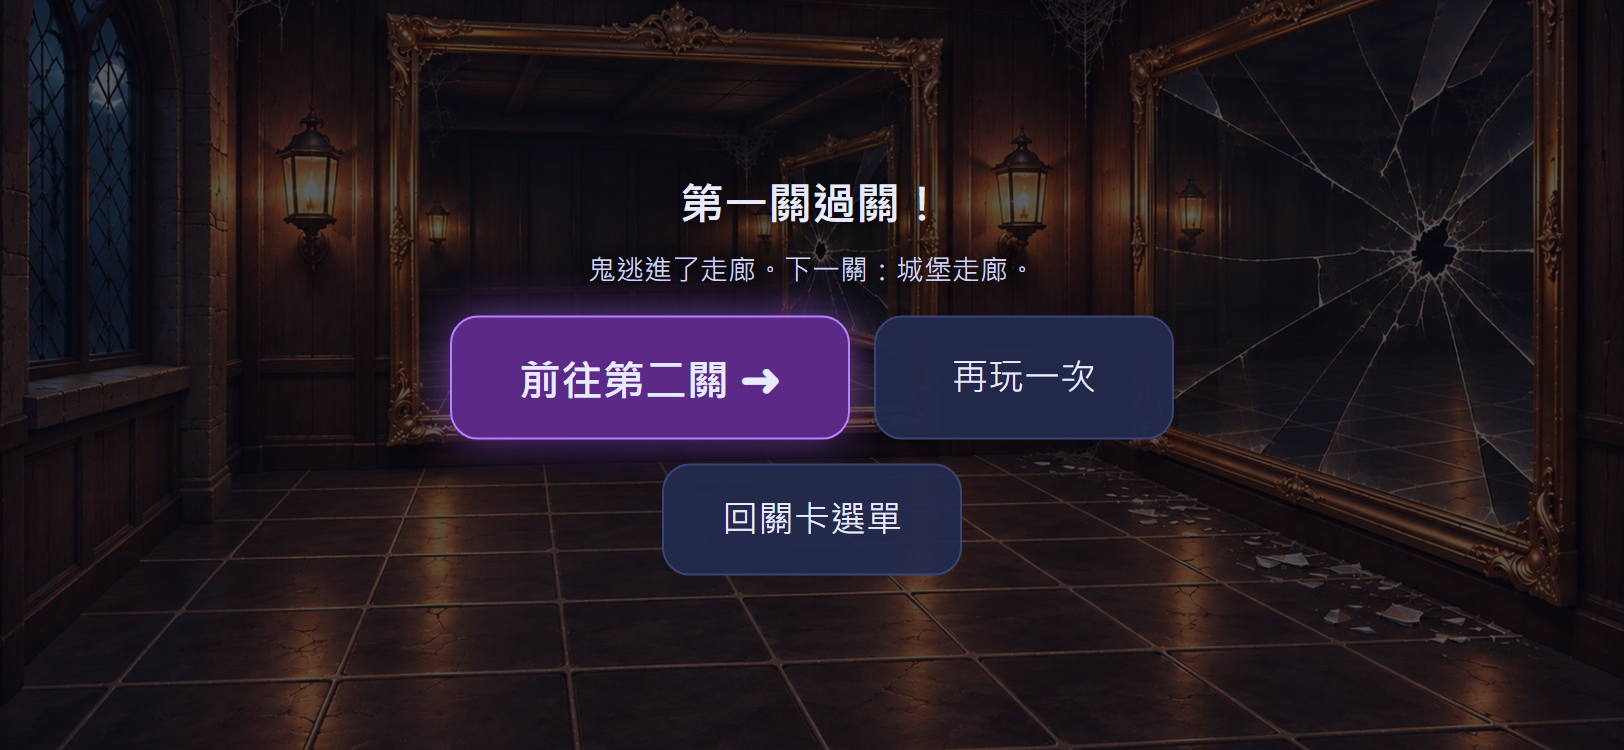 第一關過關！
鬼逃進了走廊。下一關：城堡走廊。
前往第二關 ➜
再玩一次
回關卡選單